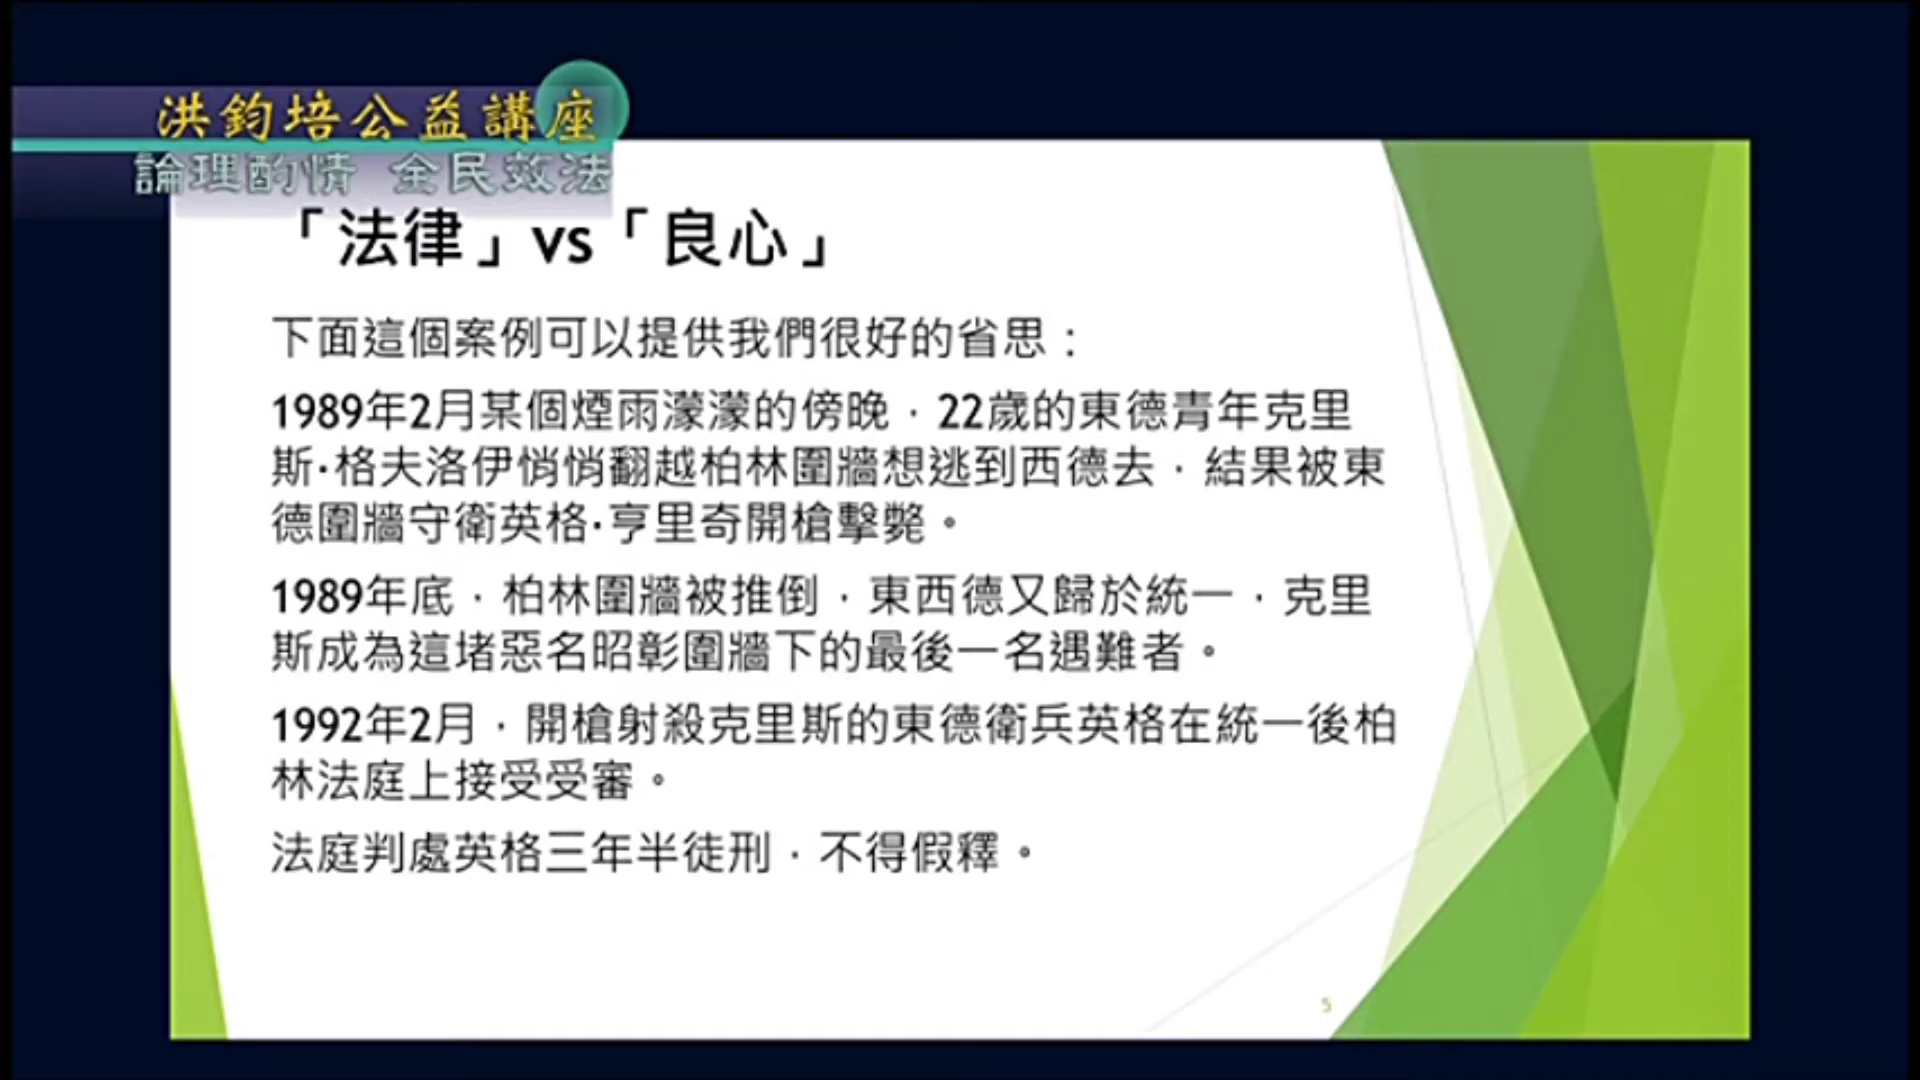 洪鈞培公益講座
論理酌情 全民效法
「法律」vs「良心」
下面這個案例可以提供我們很好的省思：
1989年2月某個煙雨濛濛的傍晚，22歲的東德青年克里
斯·格夫洛伊悄悄翻越柏林圍牆想逃到西德去，結果被東
德圍牆守衛英格·亨里奇開槍擊斃。
1989年底，柏林圍牆被推倒，東西德又歸於統一，克里
斯成為這堵惡名昭彰圍牆下的最後一名遇難者。
1992年2月，開槍射殺克里斯的東德衛兵英格在統一後柏
林法庭上接受受審。
法庭判處英格三年半徒刑，不得假釋。
5